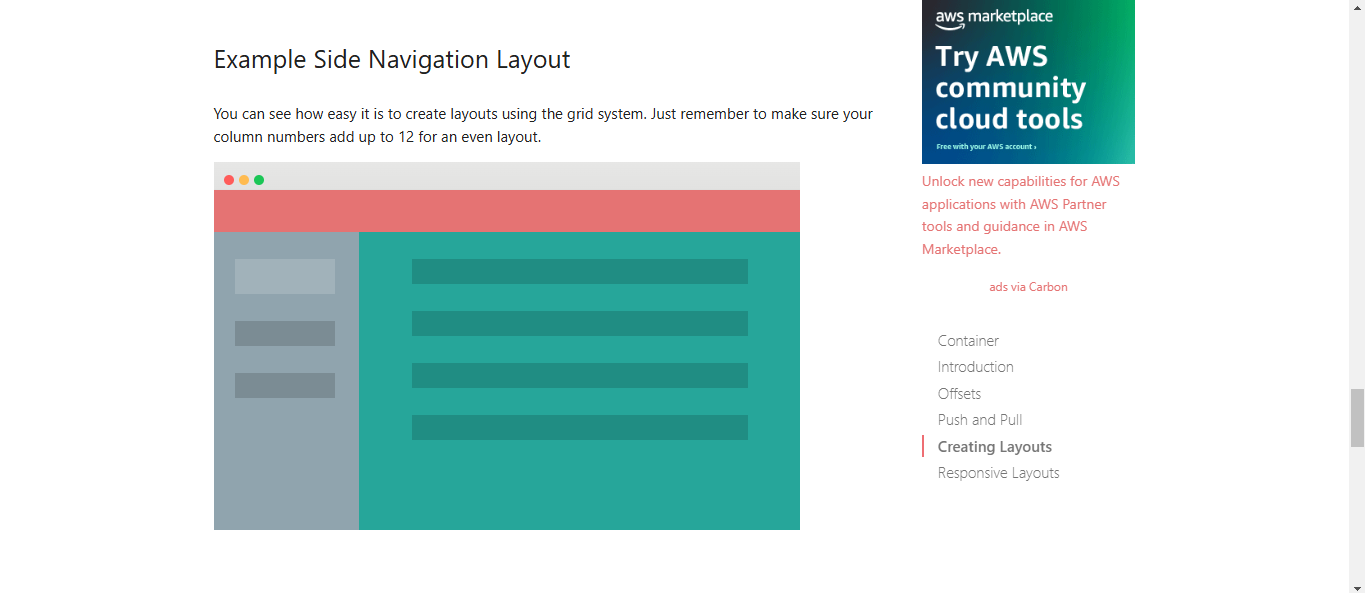 Example Side Navigation Layout
You can see how easy it is to create layouts using the grid system. Just remember to make sure your
column numbers add up to 12 for an even layout.
aws marketplace
Try AWS
community
cloud tools
Free with your AWS account ›
Unlock new capabilities for AWS
applications with AWS Partner
tools and guidance in AWS
Marketplace.
ads via Carbon
Container
Introduction
Offsets
Push and Pull
Creating Layouts
Responsive Layouts